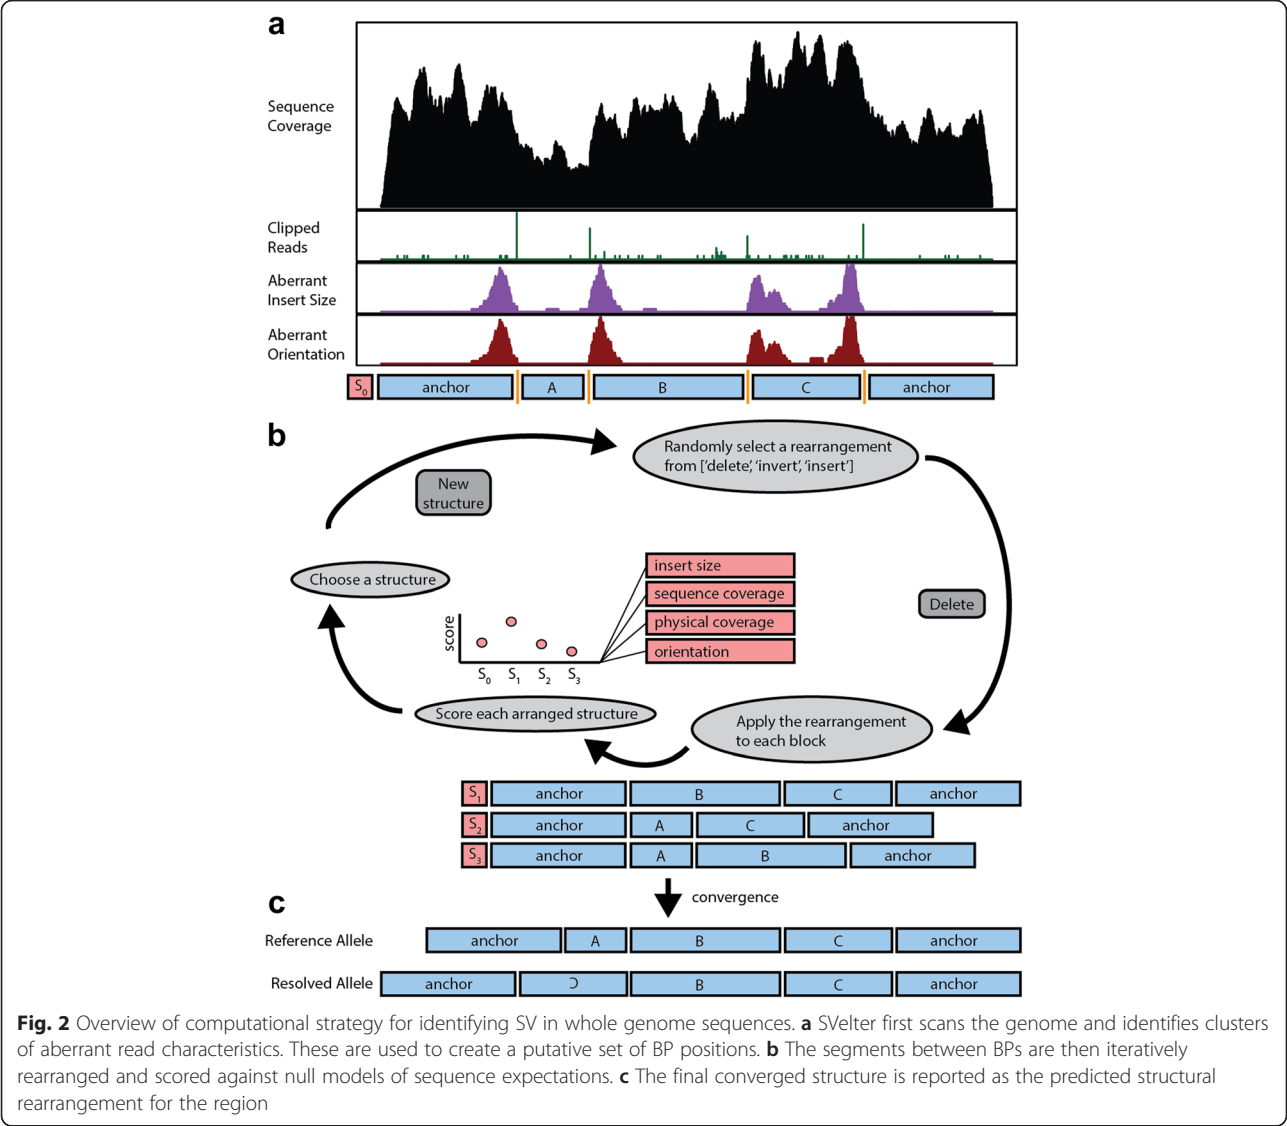 a
Sequence
Coverage
Clipped
Reads
Aberrant
Insert Size
Aberrant
Orientation
S0 anchor A B C anchor
b
Randomly select a rearrangement
from ['delete', 'invert', 'insert']
New
structure
Choose a structure
insert size
sequence coverage
physical coverage
orientation
Delete
score
S0 S1 S2 S3
Score each arranged structure
Apply the rearrangement
to each block
S1 anchor B C anchor
S2 anchor A C anchor
S3 anchor A B anchor
convergence
c
Reference Allele anchor A B C anchor
Resolved Allele anchor Ɔ B C anchor
Fig. 2 Overview of computational strategy for identifying SV in whole genome sequences. a SVelter first scans the genome and identifies clusters
of aberrant read characteristics. These are used to create a putative set of BP positions. b The segments between BPs are then iteratively
rearranged and scored against null models of sequence expectations. c The final converged structure is reported as the predicted structural
rearrangement for the region